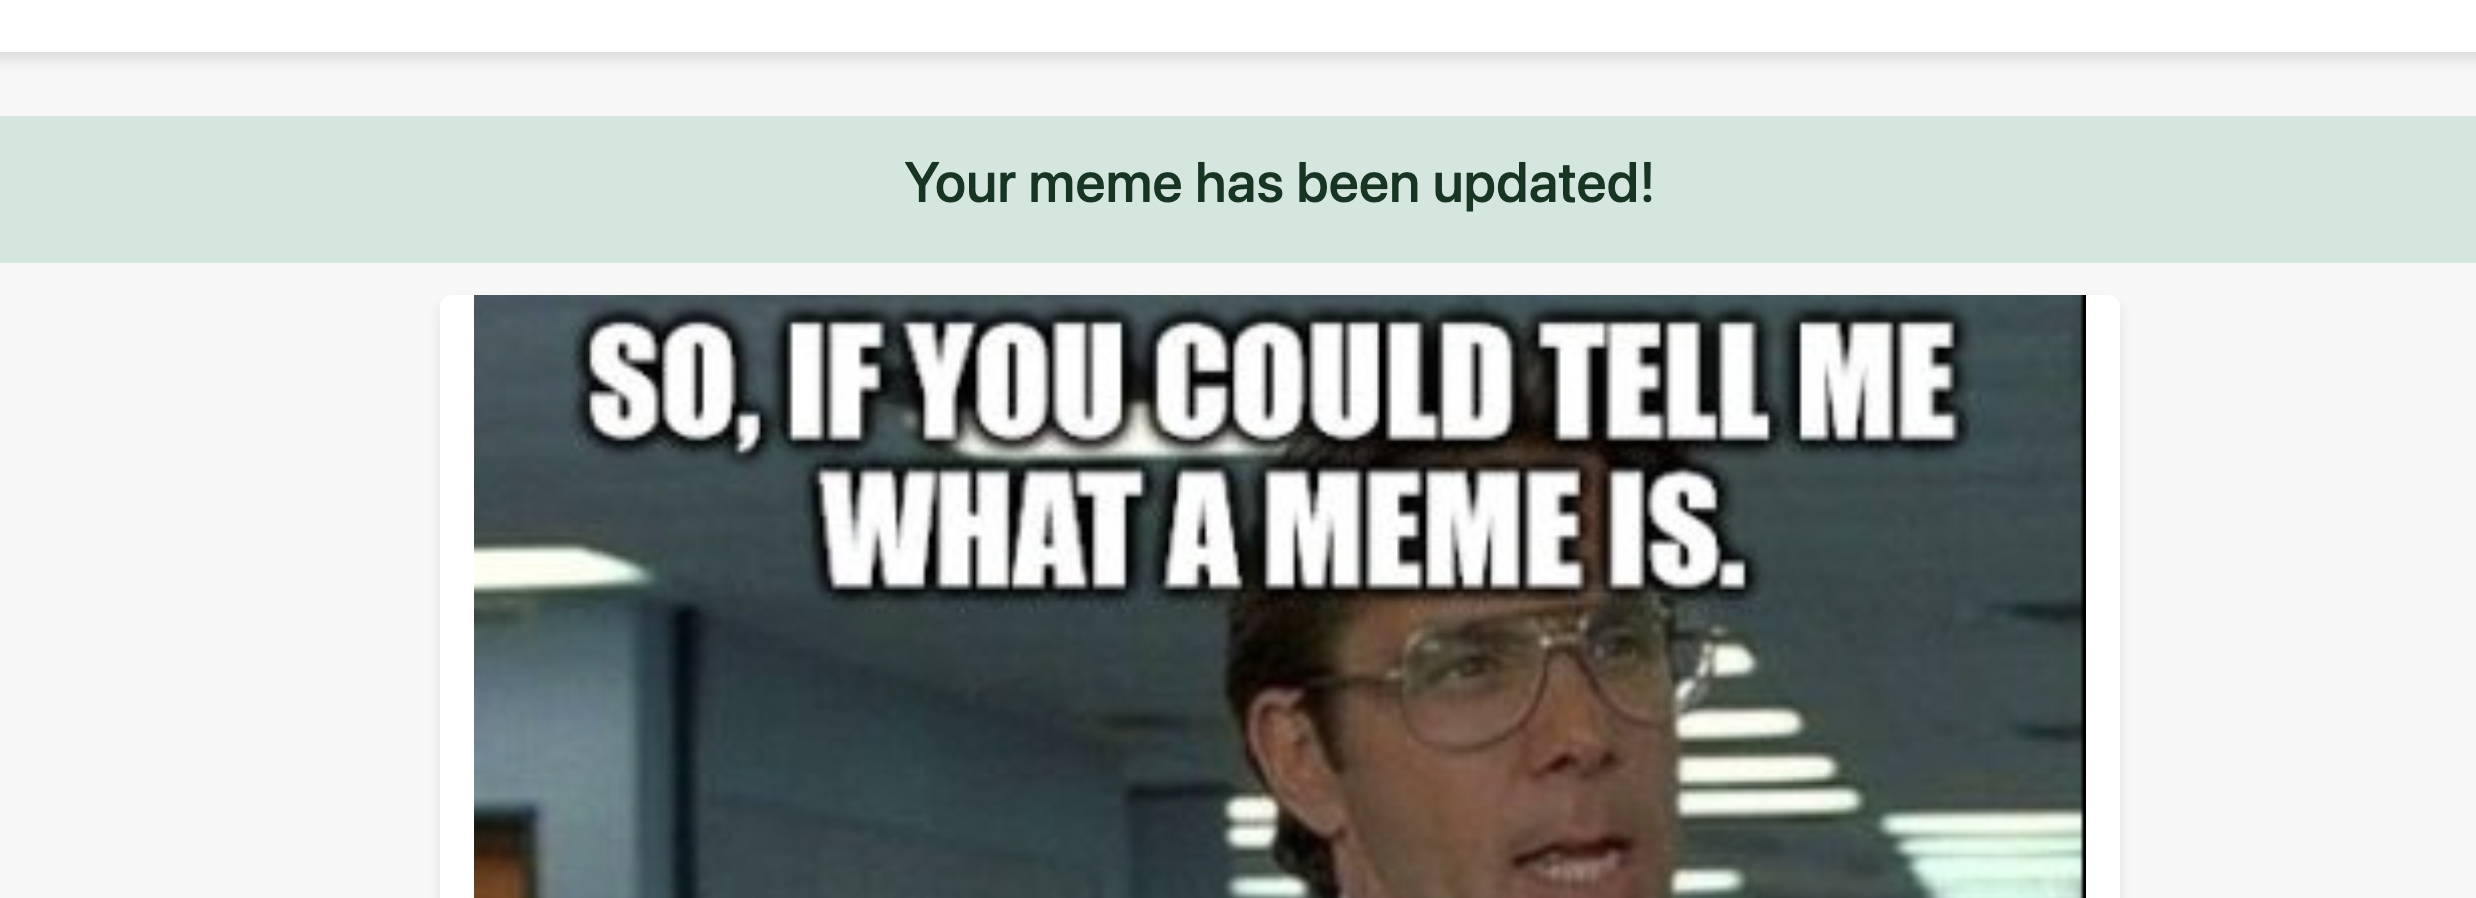 Your meme has been updated!
SO, IF YOU COULD TELL ME
WHAT A MEME IS.